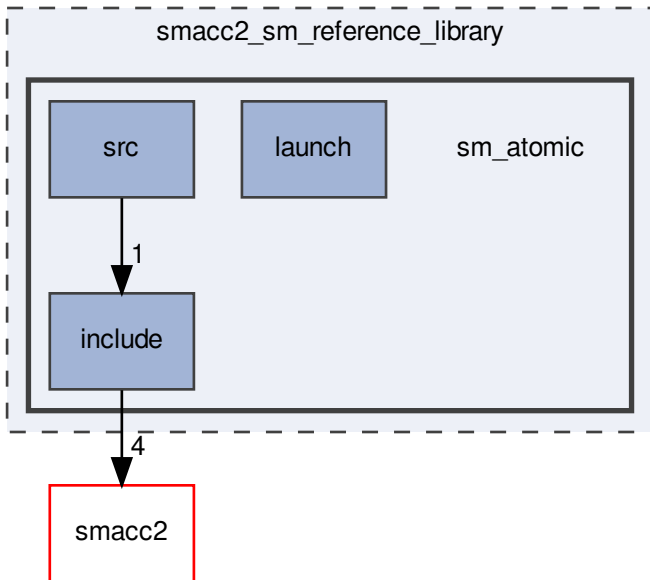 smacc2_sm_reference_library
src
launch
sm_atomic
1
include
4
smacc2